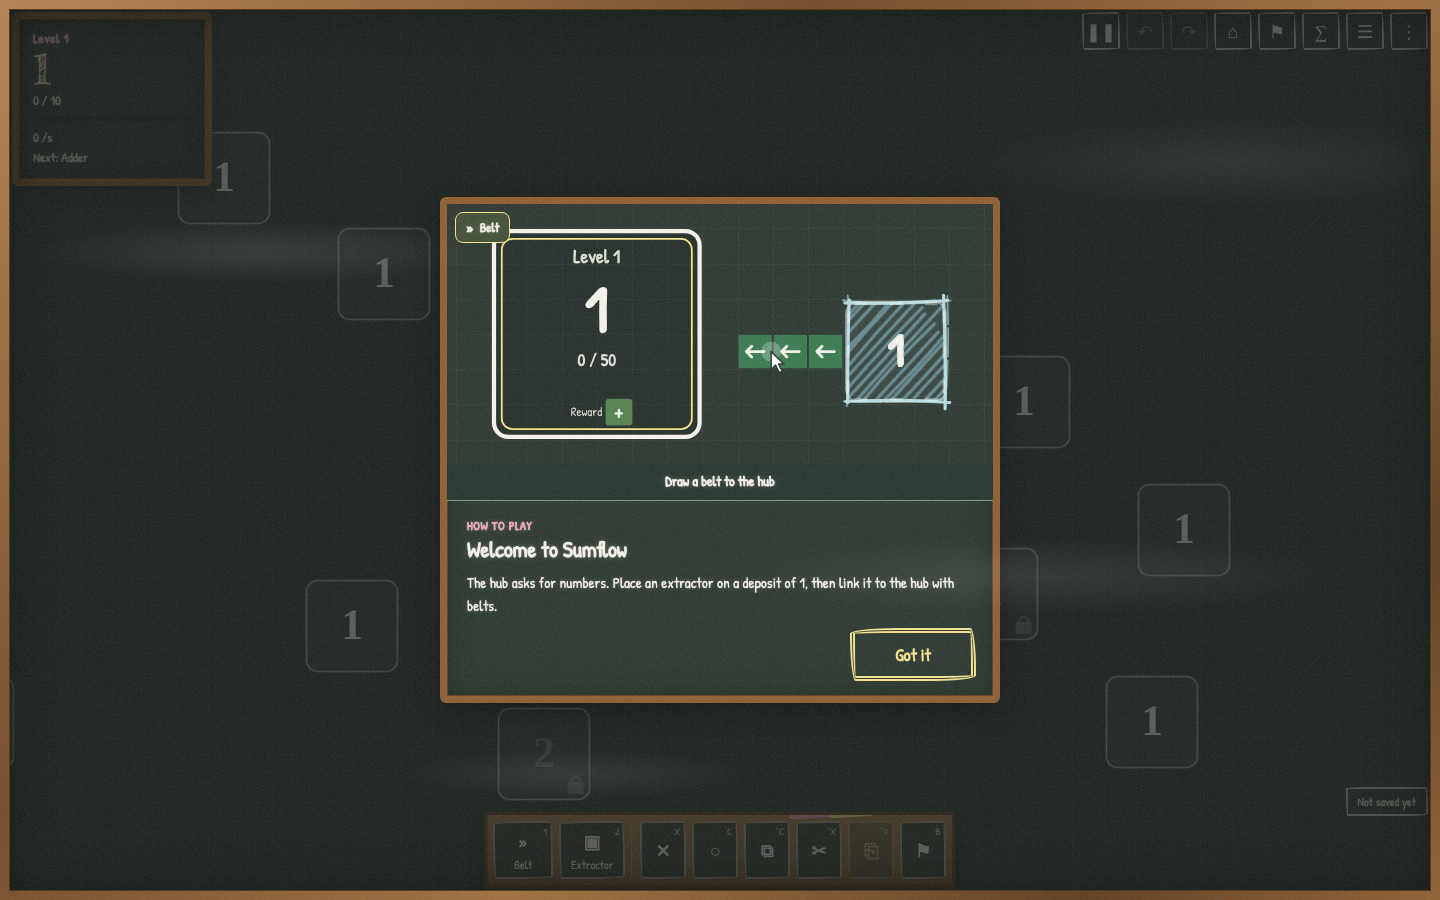 Level 1
1
0 / 10
0 /s
Next: Adder
1
1
» Belt
Level 1
1
0 / 50
Reward +
1
Draw a belt to the hub
HOW TO PLAY
Welcome to Sumflow
The hub asks for numbers. Place an extractor on a deposit of 1, then link it to the hub with
belts.
Got it
1
1
1
1
2
Not saved yet
1
» Belt
2
Extractor
X
C
^C
^X
^V
B